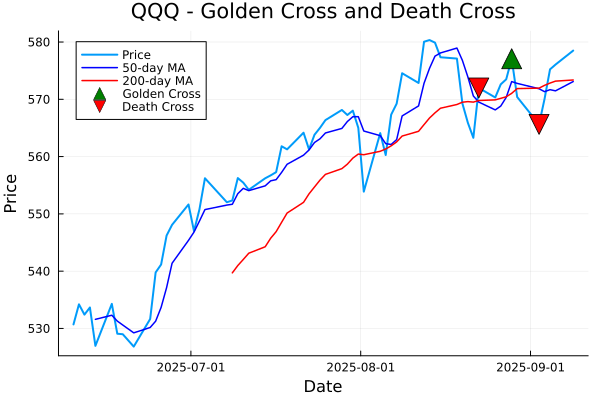 QQQ - Golden Cross and Death Cross
Price
50-day MA
200-day MA
Golden Cross
Death Cross
580
570
560
550
540
530
Price
2025-07-01
2025-08-01
2025-09-01
Date